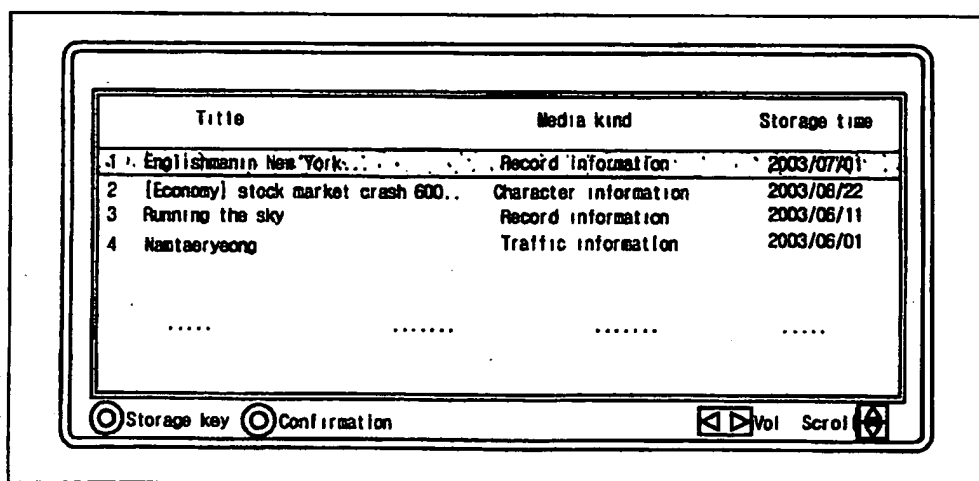 Title Media kind Storage time
1 Englishmanin New York... Record information 2003/07/01
2 [Economy] stock market crash 600.. Character information 2003/06/22
3 Running the sky Record information 2003/06/11
4 Namtaeryeong Traffic information 2003/06/01
..... ....... ....... .....
Storage key Confirmation Vol Scrol